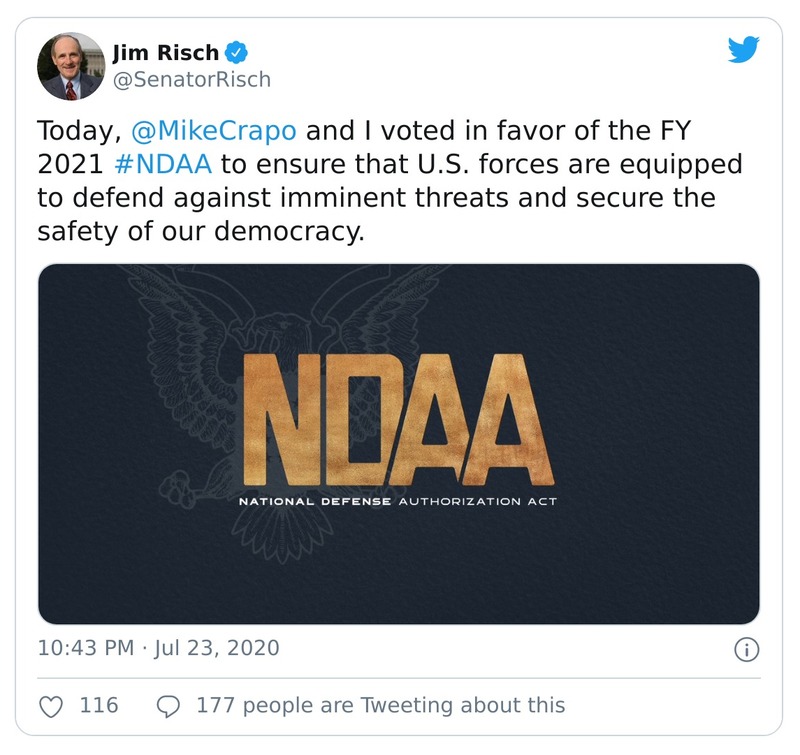 Jim Risch
@SenatorRisch
Today, @MikeCrapo and I voted in favor of the FY
2021 #NDAA to ensure that U.S. forces are equipped
to defend against imminent threats and secure the
safety of our democracy.
NDAA
NATIONAL DEFENSE AUTHORIZATION ACT
10:43 PM · Jul 23, 2020
116 177 people are Tweeting about this